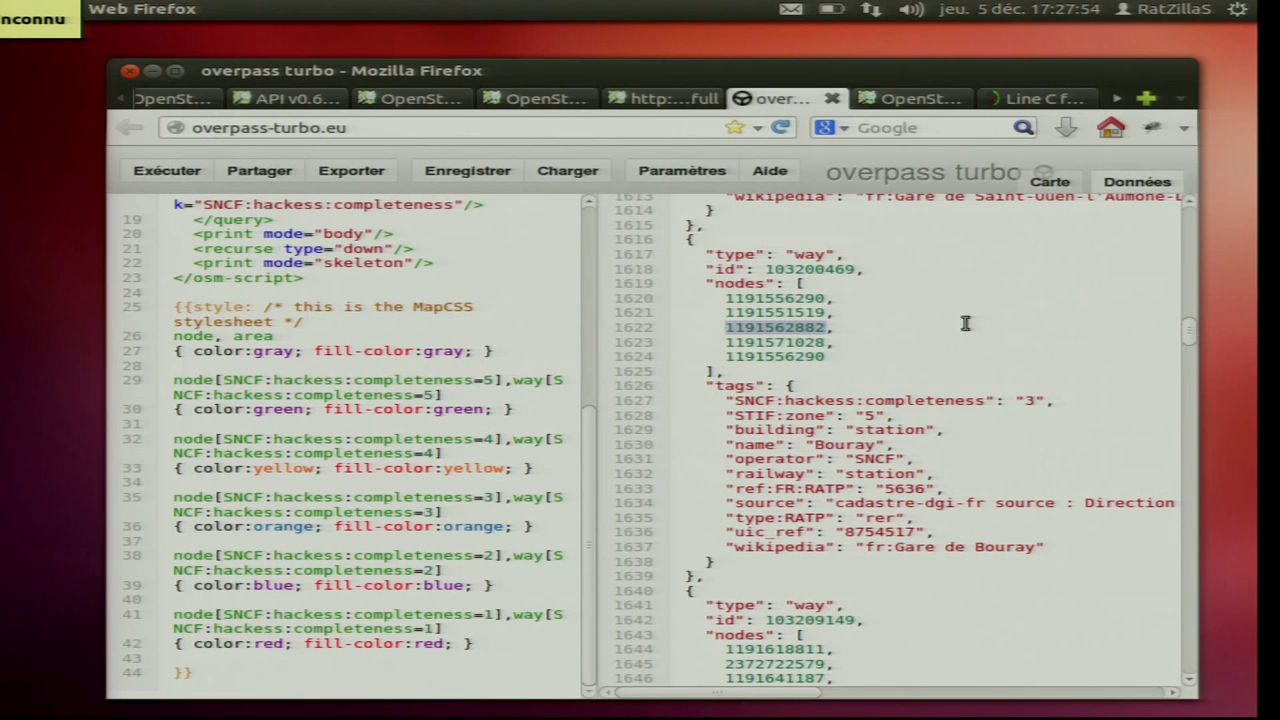 nconnu
Web Firefox
jeu. 5 déc. 17:27:54
RatZillaS
overpass turbo - Mozilla Firefox
OpenSt...
API v0.6...
OpenSt...
OpenSt...
http:...full
over...
OpenSt...
Line C f...
overpass-turbo.eu
Google
Exécuter
Partager
Exporter
Enregistrer
Charger
Paramètres
Aide
overpass turbo
Carte
Données
k="SNCF:hackess:completeness"/>
19 </query>
20 <print mode="body"/>
21 <recurse type="down"/>
22 <print mode="skeleton"/>
23 </osm-script>
24
25 {{style: /* this is the MapCSS
stylesheet */
26 node, area
27 { color:gray; fill-color:gray; }
28
29 node[SNCF:hackess:completeness=5],way[S
NCF:hackess:completeness=5]
30 { color:green; fill-color:green; }
31
32 node[SNCF:hackess:completeness=4],way[S
NCF:hackess:completeness=4]
33 { color:yellow; fill-color:yellow; }
34
35 node[SNCF:hackess:completeness=3],way[S
NCF:hackess:completeness=3]
36 { color:orange; fill-color:orange; }
37
38 node[SNCF:hackess:completeness=2],way[S
NCF:hackess:completeness=2]
39 { color:blue; fill-color:blue; }
40
41 node[SNCF:hackess:completeness=1],way[S
NCF:hackess:completeness=1]
42 { color:red; fill-color:red; }
43
44 }}
1613 "wikipedia": "fr:Gare de Saint-Ouen-l'Aumône-L
1614 }
1615 },
1616 {
1617 "type": "way",
1618 "id": 103200469,
1619 "nodes": [
1620 1191556290,
1621 1191551519,
1622 1191562882,
1623 1191571028,
1624 1191556290
1625 ],
1626 "tags": {
1627 "SNCF:hackess:completeness": "3",
1628 "STIF:zone": "5",
1629 "building": "station",
1630 "name": "Bouray",
1631 "operator": "SNCF",
1632 "railway": "station",
1633 "ref:FR:RATP": "5636",
1634 "source": "cadastre-dgi-fr source : Direction
1635 "type:RATP": "rer",
1636 "uic_ref": "8754517",
1637 "wikipedia": "fr:Gare de Bouray"
1638 }
1639 },
1640 {
1641 "type": "way",
1642 "id": 103209149,
1643 "nodes": [
1644 1191618811,
1645 2372722579,
1646 1191641187,